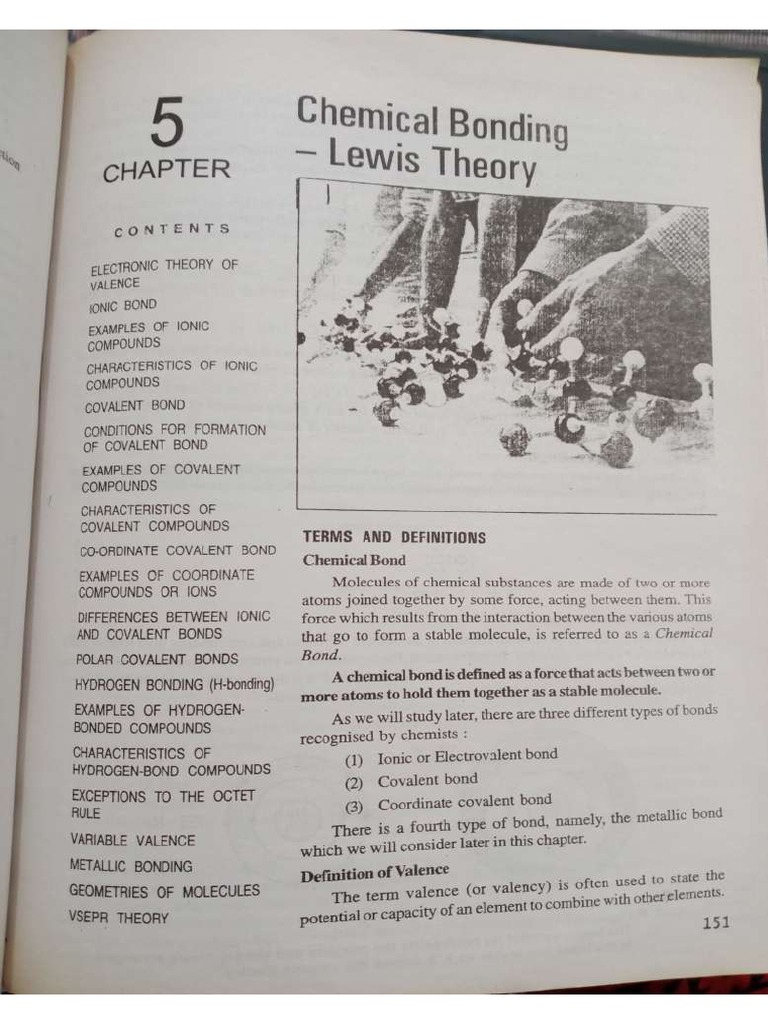 5
CHAPTER
Chemical Bonding
– Lewis Theory
CONTENTS
ELECTRONIC THEORY OF
VALENCE
IONIC BOND
EXAMPLES OF IONIC
COMPOUNDS
CHARACTERISTICS OF IONIC
COMPOUNDS
COVALENT BOND
CONDITIONS FOR FORMATION
OF COVALENT BOND
EXAMPLES OF COVALENT
COMPOUNDS
CHARACTERISTICS OF
COVALENT COMPOUNDS
CO-ORDINATE COVALENT BOND
EXAMPLES OF COORDINATE
COMPOUNDS OR IONS
DIFFERENCES BETWEEN IONIC
AND COVALENT BONDS
POLAR COVALENT BONDS
HYDROGEN BONDING (H-bonding)
EXAMPLES OF HYDROGEN-
BONDED COMPOUNDS
CHARACTERISTICS OF
HYDROGEN-BOND COMPOUNDS
EXCEPTIONS TO THE OCTET
RULE
VARIABLE VALENCE
METALLIC BONDING
GEOMETRIES OF MOLECULES
VSEPR THEORY
TERMS AND DEFINITIONS
Chemical Bond
Molecules of chemical substances are made of two or more
atoms joined together by some force, acting between them. This
force which results from the interaction between the various atoms
that go to form a stable molecule, is referred to as a Chemical
Bond.
A chemical bond is defined as a force that acts between two or
more atoms to hold them together as a stable molecule.
As we will study later, there are three different types of bonds
recognised by chemists :
(1) Ionic or Electrovalent bond
(2) Covalent bond
(3) Coordinate covalent bond
There is a fourth type of bond, namely, the metallic bond
which we will consider later in this chapter.
Definition of Valence
The term valence (or valency) is often used to state the
potential or capacity of an element to combine with other elements.
151